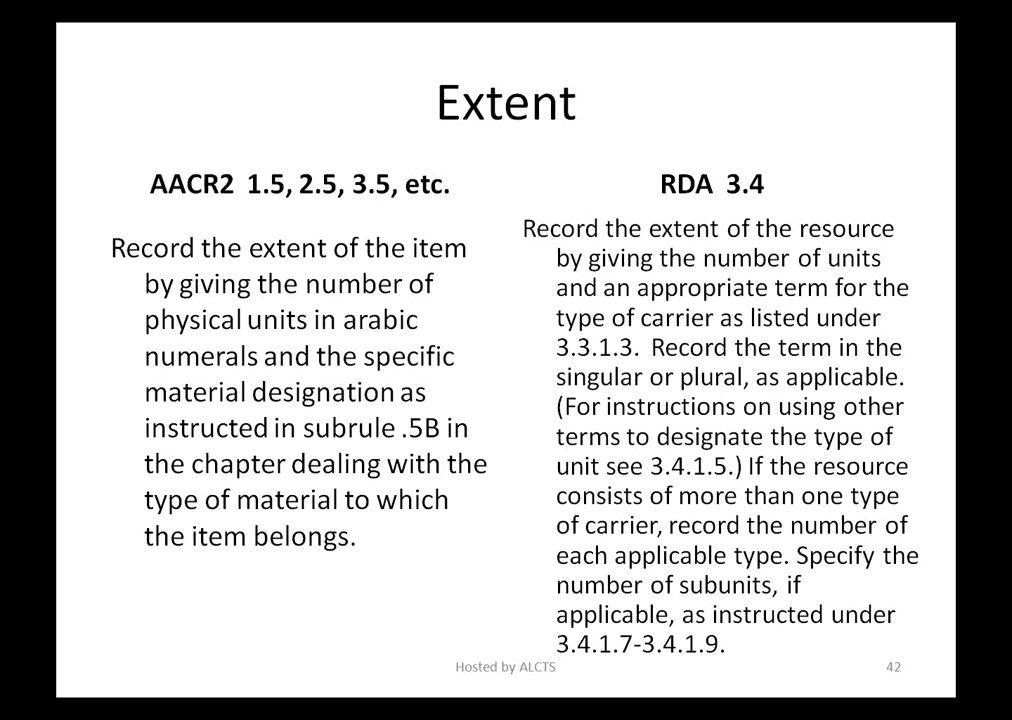 Extent
AACR2  1.5, 2.5, 3.5, etc.
Record the extent of the item
by giving the number of
physical units in arabic
numerals and the specific
material designation as
instructed in subrule .5B in
the chapter dealing with the
type of material to which
the item belongs.
RDA  3.4
Record the extent of the resource
by giving the number of units
and an appropriate term for the
type of carrier as listed under
3.3.1.3.  Record the term in the
singular or plural, as applicable.
(For instructions on using other
terms to designate the type of
unit see 3.4.1.5.) If the resource
consists of more than one type
of carrier, record the number of
each applicable type. Specify the
number of subunits, if
applicable, as instructed under
3.4.1.7-3.4.1.9.
Hosted by ALCTS
42